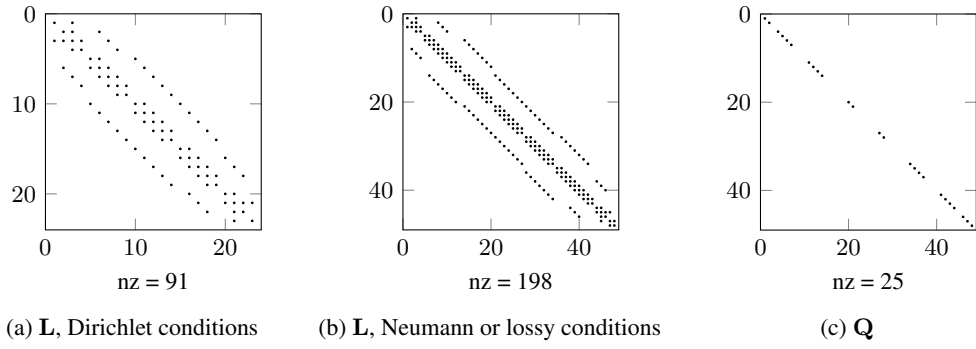 0
10
20
0 10 20
nz = 91
(a) L, Dirichlet conditions
0
20
40
0 20 40
nz = 198
(b) L, Neumann or lossy conditions
0
20
40
0 20 40
nz = 25
(c) Q